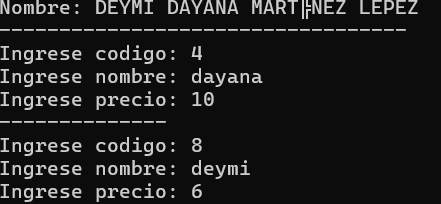 Nombre: DEYMI DAYANA MART╠NEZ LEPEZ
-----------------------------------
Ingrese codigo: 4
Ingrese nombre: dayana
Ingrese precio: 10
--------------
Ingrese codigo: 8
Ingrese nombre: deymi
Ingrese precio: 6